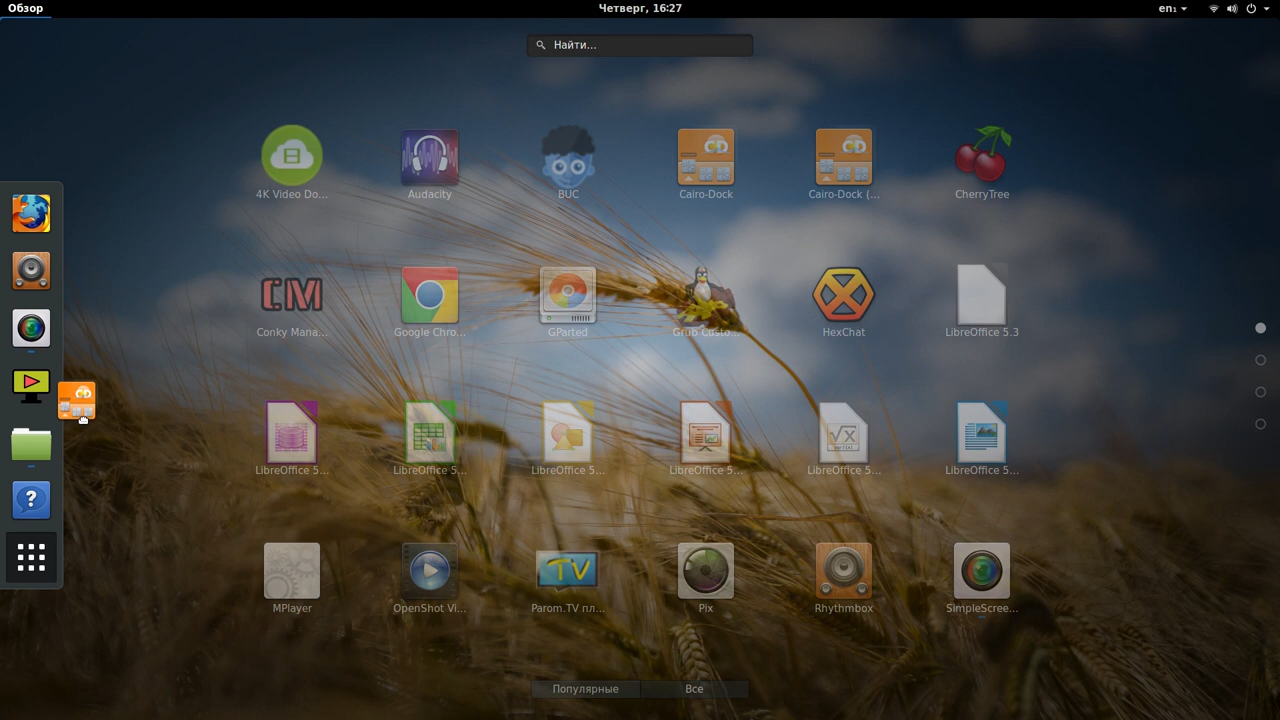 Обзор
Четверг, 16:27
en₁
Найти...
4K Video Do...
Audacity
BUC
Cairo-Dock
Cairo-Dock (...
CherryTree
CM
Conky Mana...
Google Chro...
GParted
Grub Custo...
HexChat
LibreOffice 5.3
LibreOffice 5...
LibreOffice 5...
LibreOffice 5...
LibreOffice 5...
LibreOffice 5...
LibreOffice 5...
TV
MPlayer
OpenShot Vi...
Parom.TV пл...
Pix
Rhythmbox
SimpleScree...
Популярные
Все